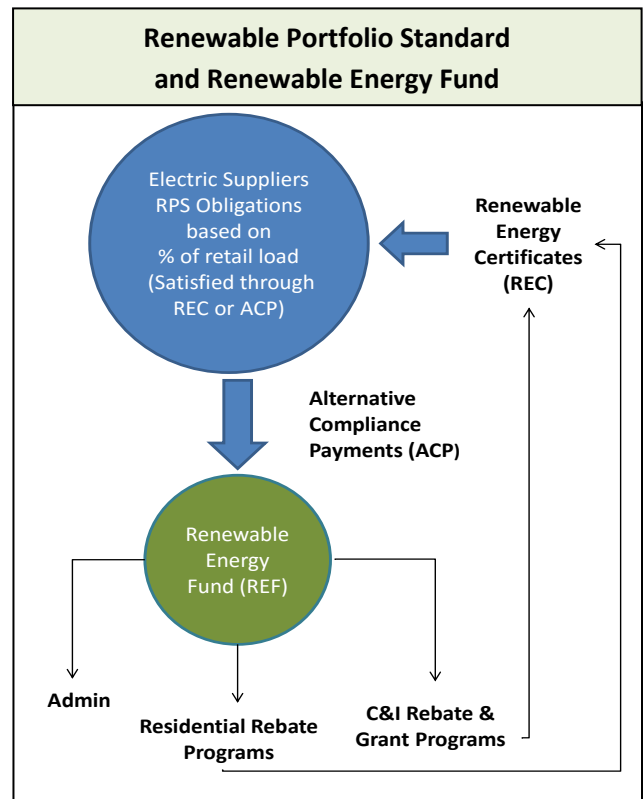 Renewable Portfolio Standard
and Renewable Energy Fund
Electric Suppliers
RPS Obligations
based on
% of retail load
(Satisfied through
REC or ACP)
Renewable
Energy
Certificates
(REC)
Alternative
Compliance
Payments (ACP)
Renewable
Energy
Fund (REF)
Admin
Residential Rebate
Programs
C&I Rebate &
Grant Programs